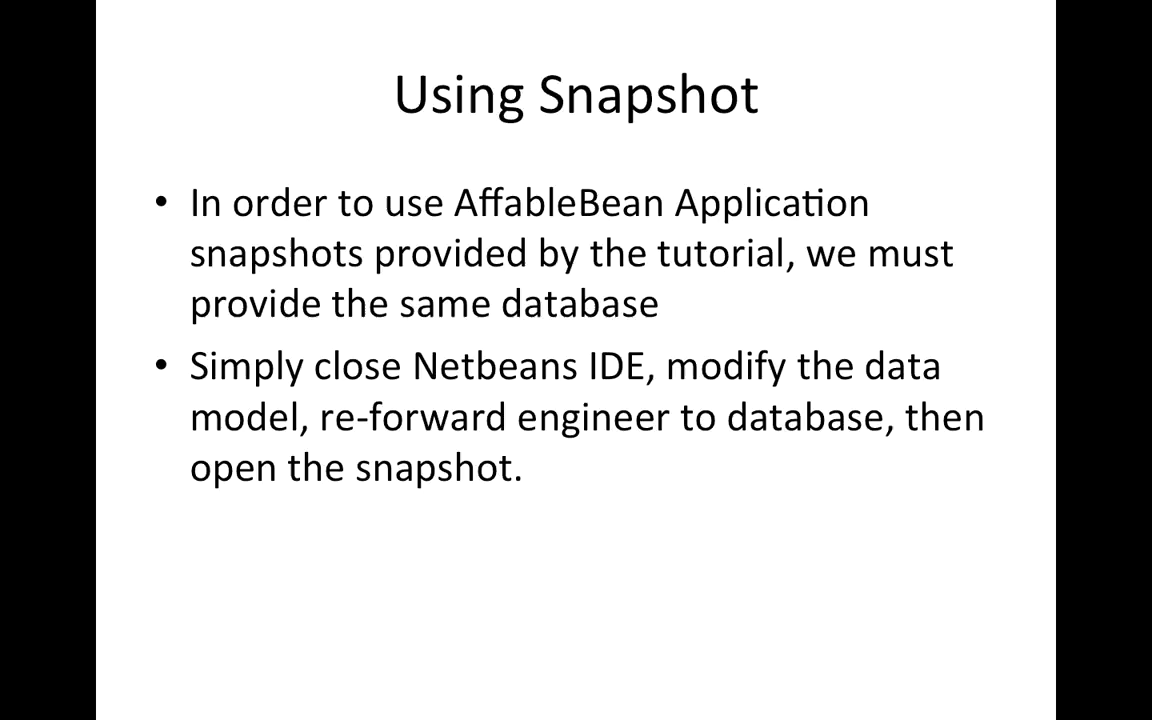 Using Snapshot
• In order to use AffableBean Application
snapshots provided by the tutorial, we must
provide the same database
• Simply close Netbeans IDE, modify the data
model, re-forward engineer to database, then
open the snapshot.